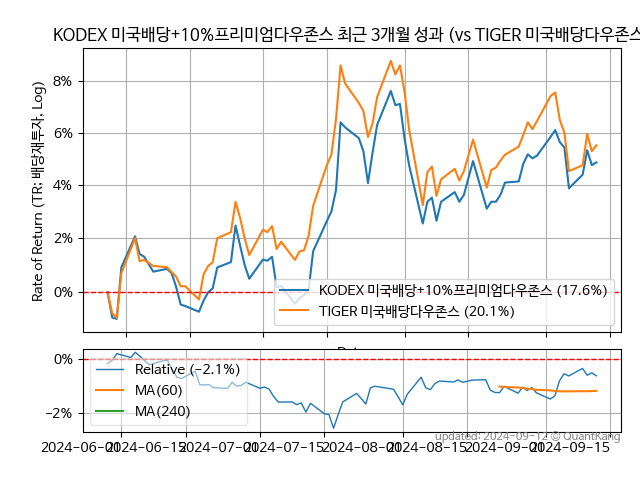 KODEX 미국배당+10%프리미엄다우존스 최근 3개월 성과 (vs TIGER 미국배당다우존스
Rate of Return (TR: 배당재투자, Log)
8%
6%
4%
2%
0%
KODEX 미국배당+10%프리미엄다우존스 (17.6%)
TIGER 미국배당다우존스 (20.1%)
0%
−2%
Relative (−2.1%)
MA(60)
MA(240)
updated: 2024-09-12 © QuantKang
2024-06-01
2024-06-15
2024-07-01
2024-07-15
2024-08-01
2024-08-15
2024-09-01
2024-09-15